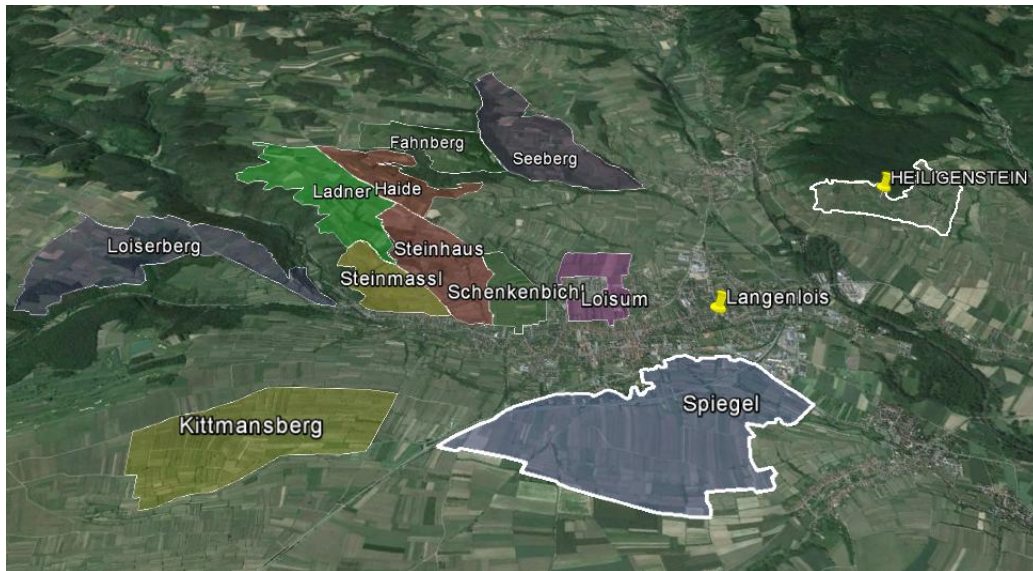 Fahnberg
Seeberg
HEILIGENSTEIN
Ladner
Haide
Loiserberg
Steinhaus
Steinmassl
Schenkenbichl
Loisum
Langenlois
Spiegel
Kittmansberg